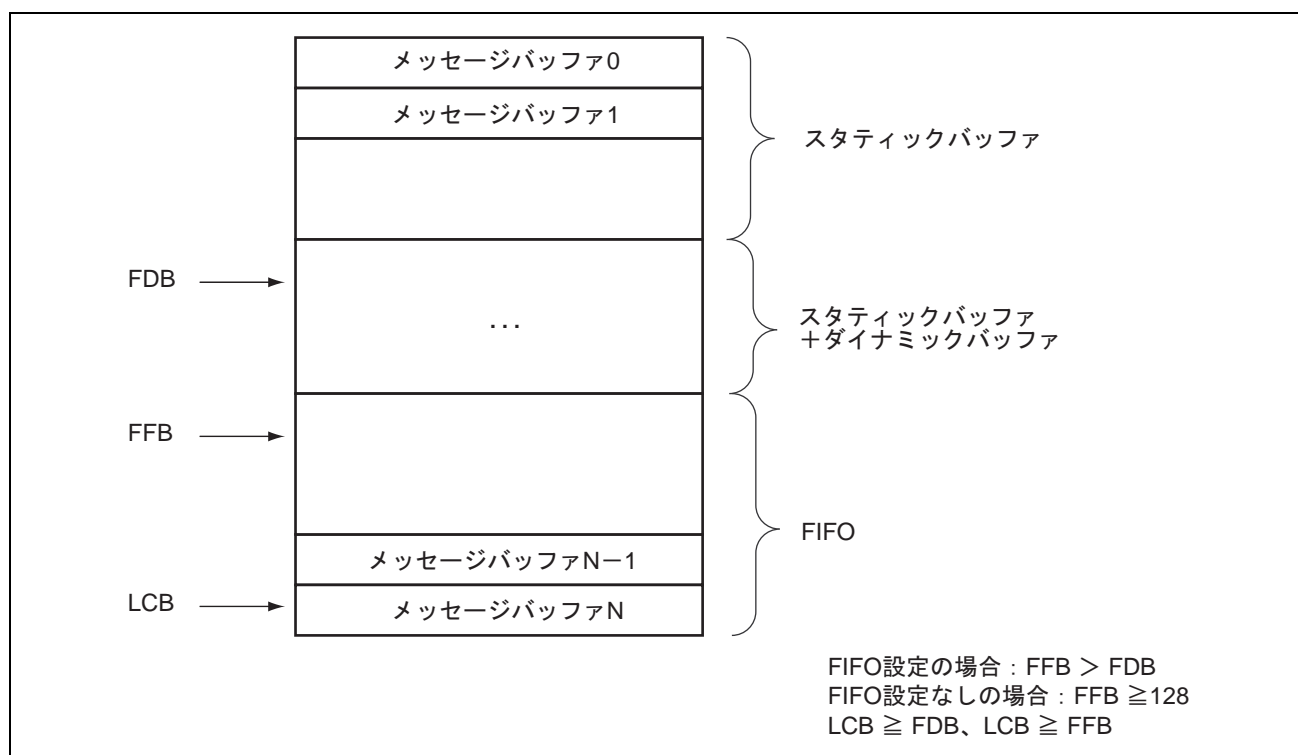 メッセージバッファ0
メッセージバッファ1
スタティックバッファ
FDB
...
スタティックバッファ
＋ダイナミックバッファ
FFB
FIFO
メッセージバッファN－1
LCB
メッセージバッファN
FIFO設定の場合：FFB ＞ FDB
FIFO設定なしの場合：FFB ≧128
LCB ≧ FDB、LCB ≧ FFB